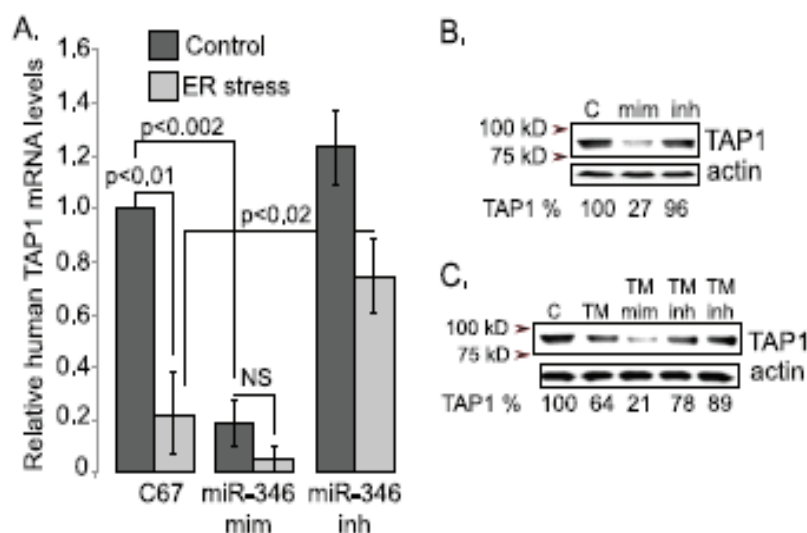 A.
Relative human TAP1 mRNA levels
1.6
1.4
1.2
1.0
0.8
0.6
0.4
0.2
0
Control
ER stress
p<0.002
p<0.01
p<0.02
NS
C67
miR-346
mim
miR-346
inh
B.
C mim inh
100 kD
75 kD
TAP1
actin
TAP1 % 100 27 96
C.
TM TM TM
C TM mim inh inh
100 kD
75 kD
TAP1
actin
TAP1 % 100 64 21 78 89